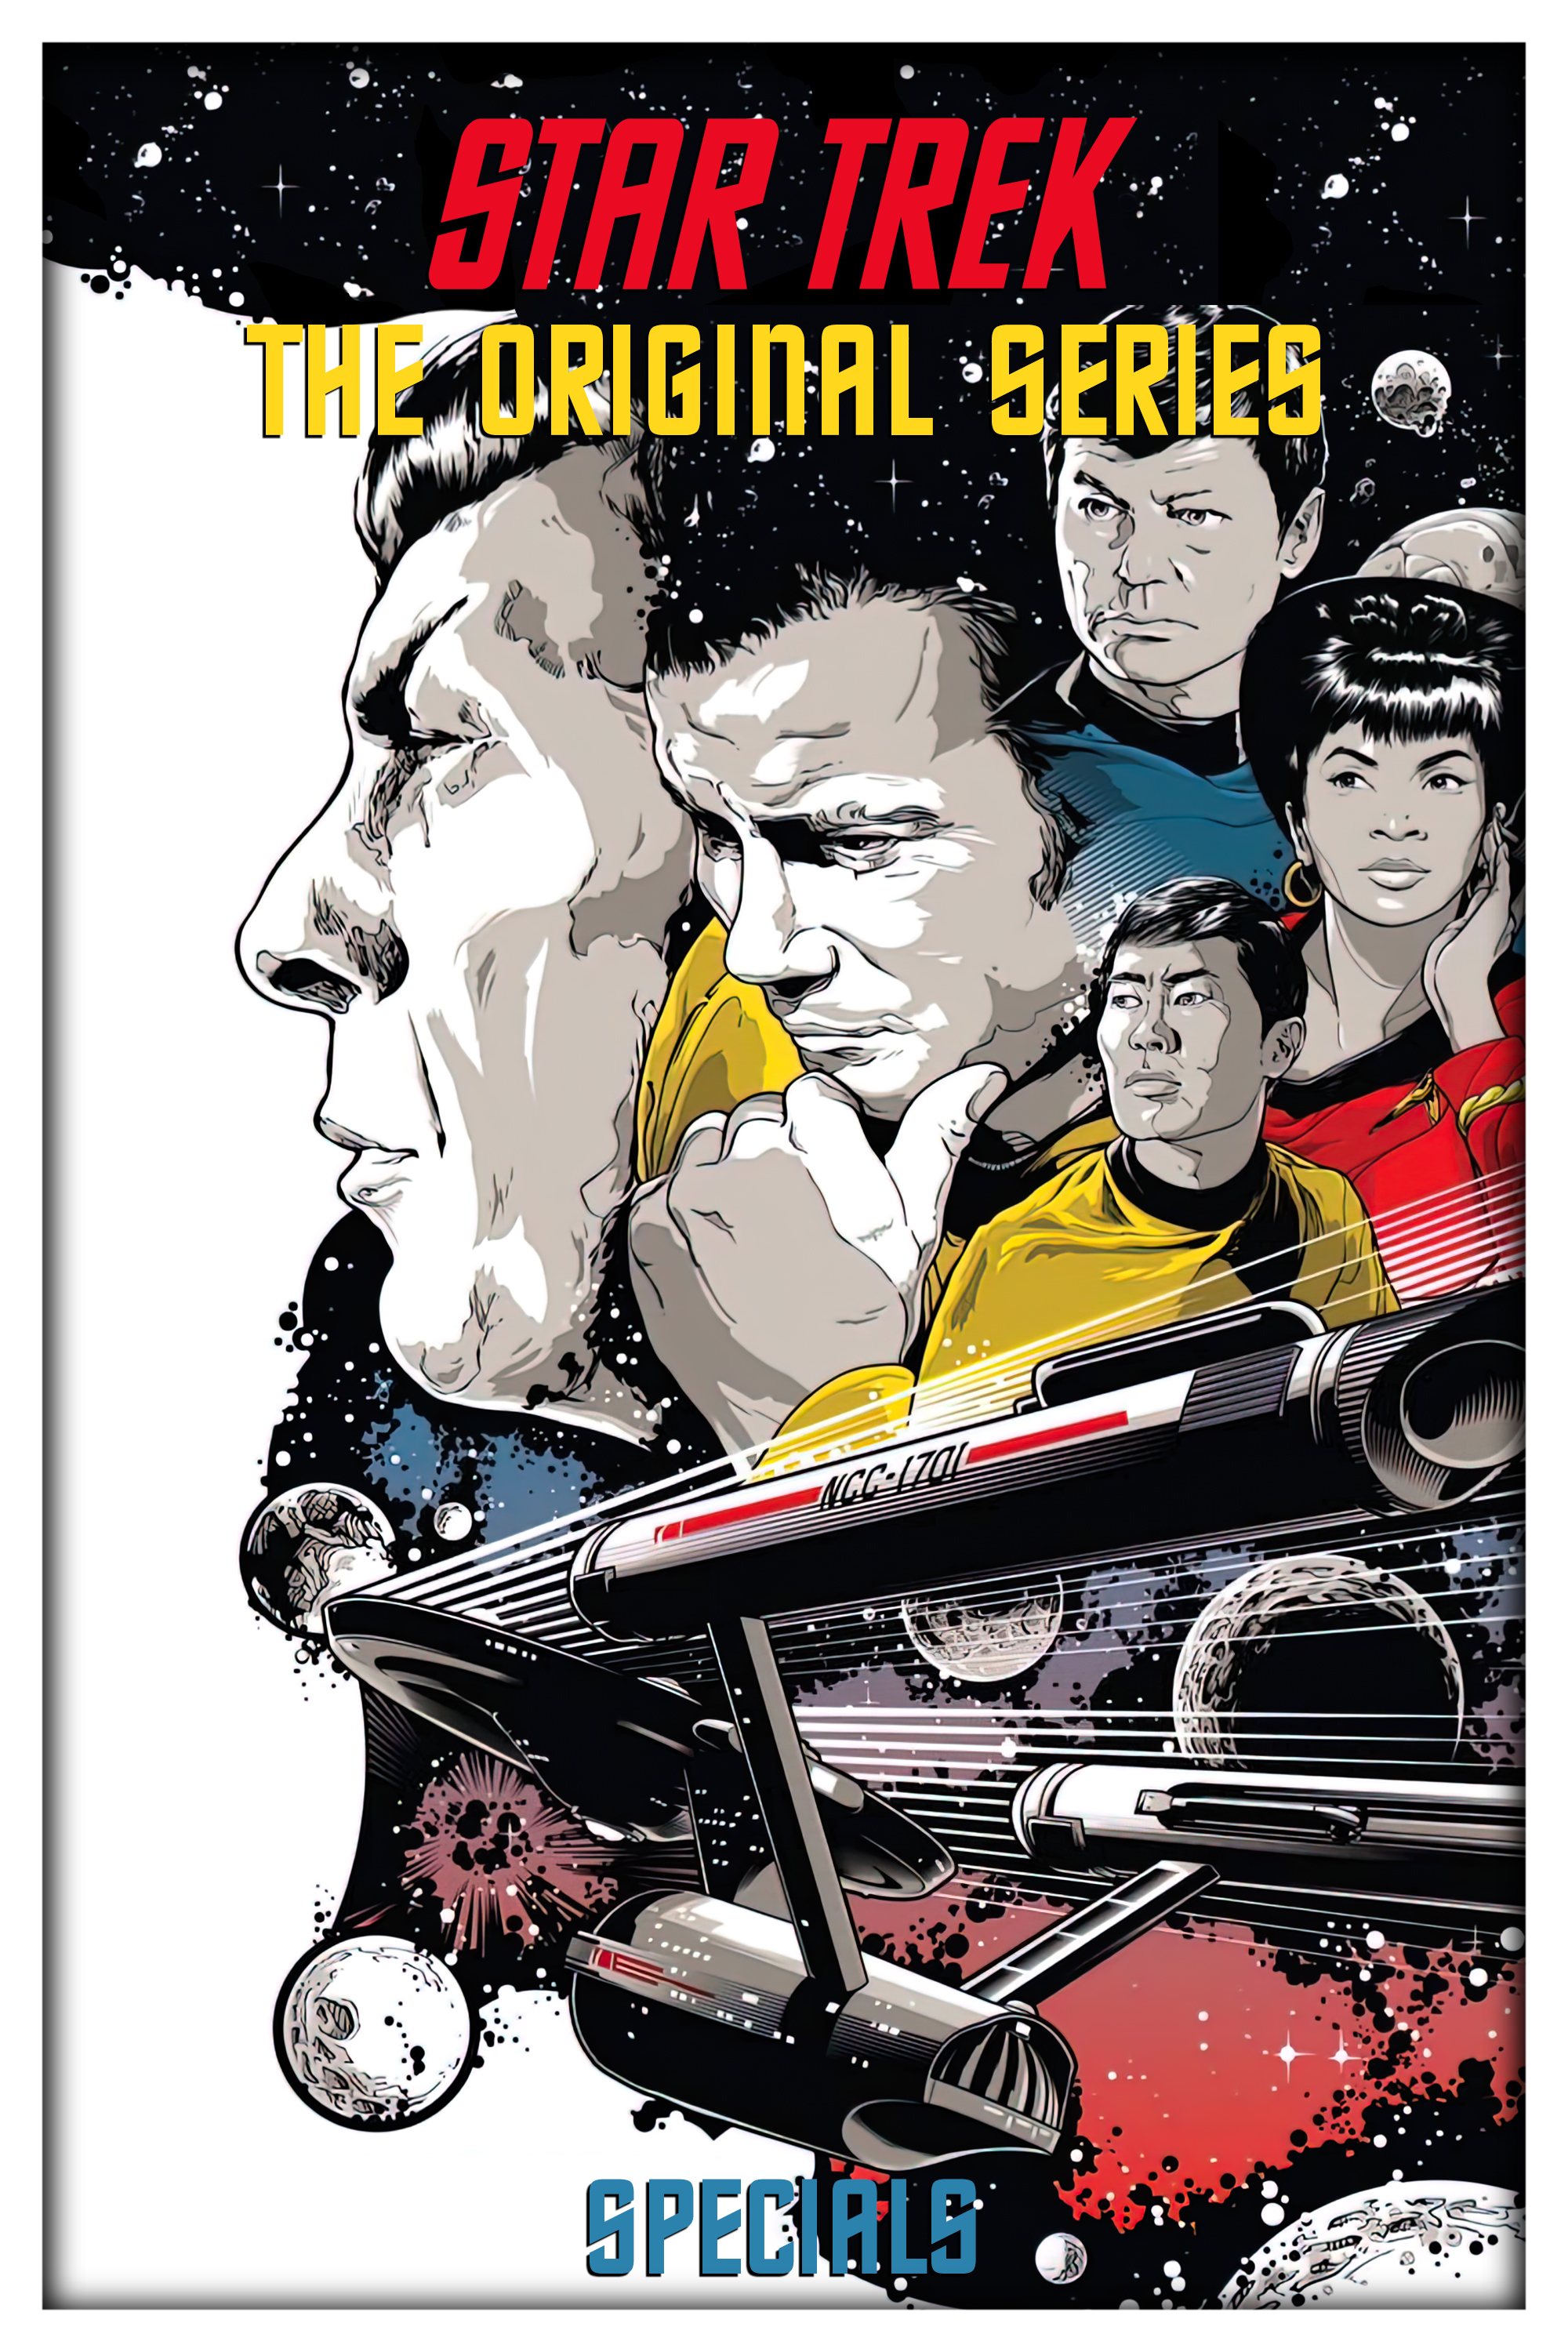 STAR TREK
THE ORIGINAL SERIES
NCC-1701
SPECIALS